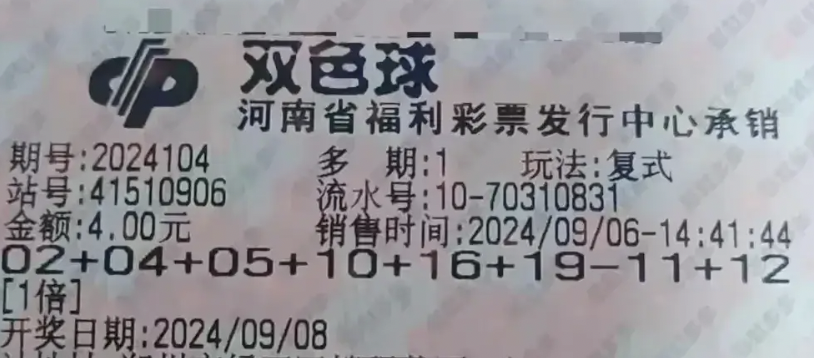 双色球
河南省福利彩票发行中心承销
期号:2024104 多 期:1 玩法:复式
站号:41510906 流水号:10-70310831
金额:4.00元 销售时间:2024/09/06-14:41:44
02+04+05+10+16+19-11+12
[1倍]
开奖日期:2024/09/08